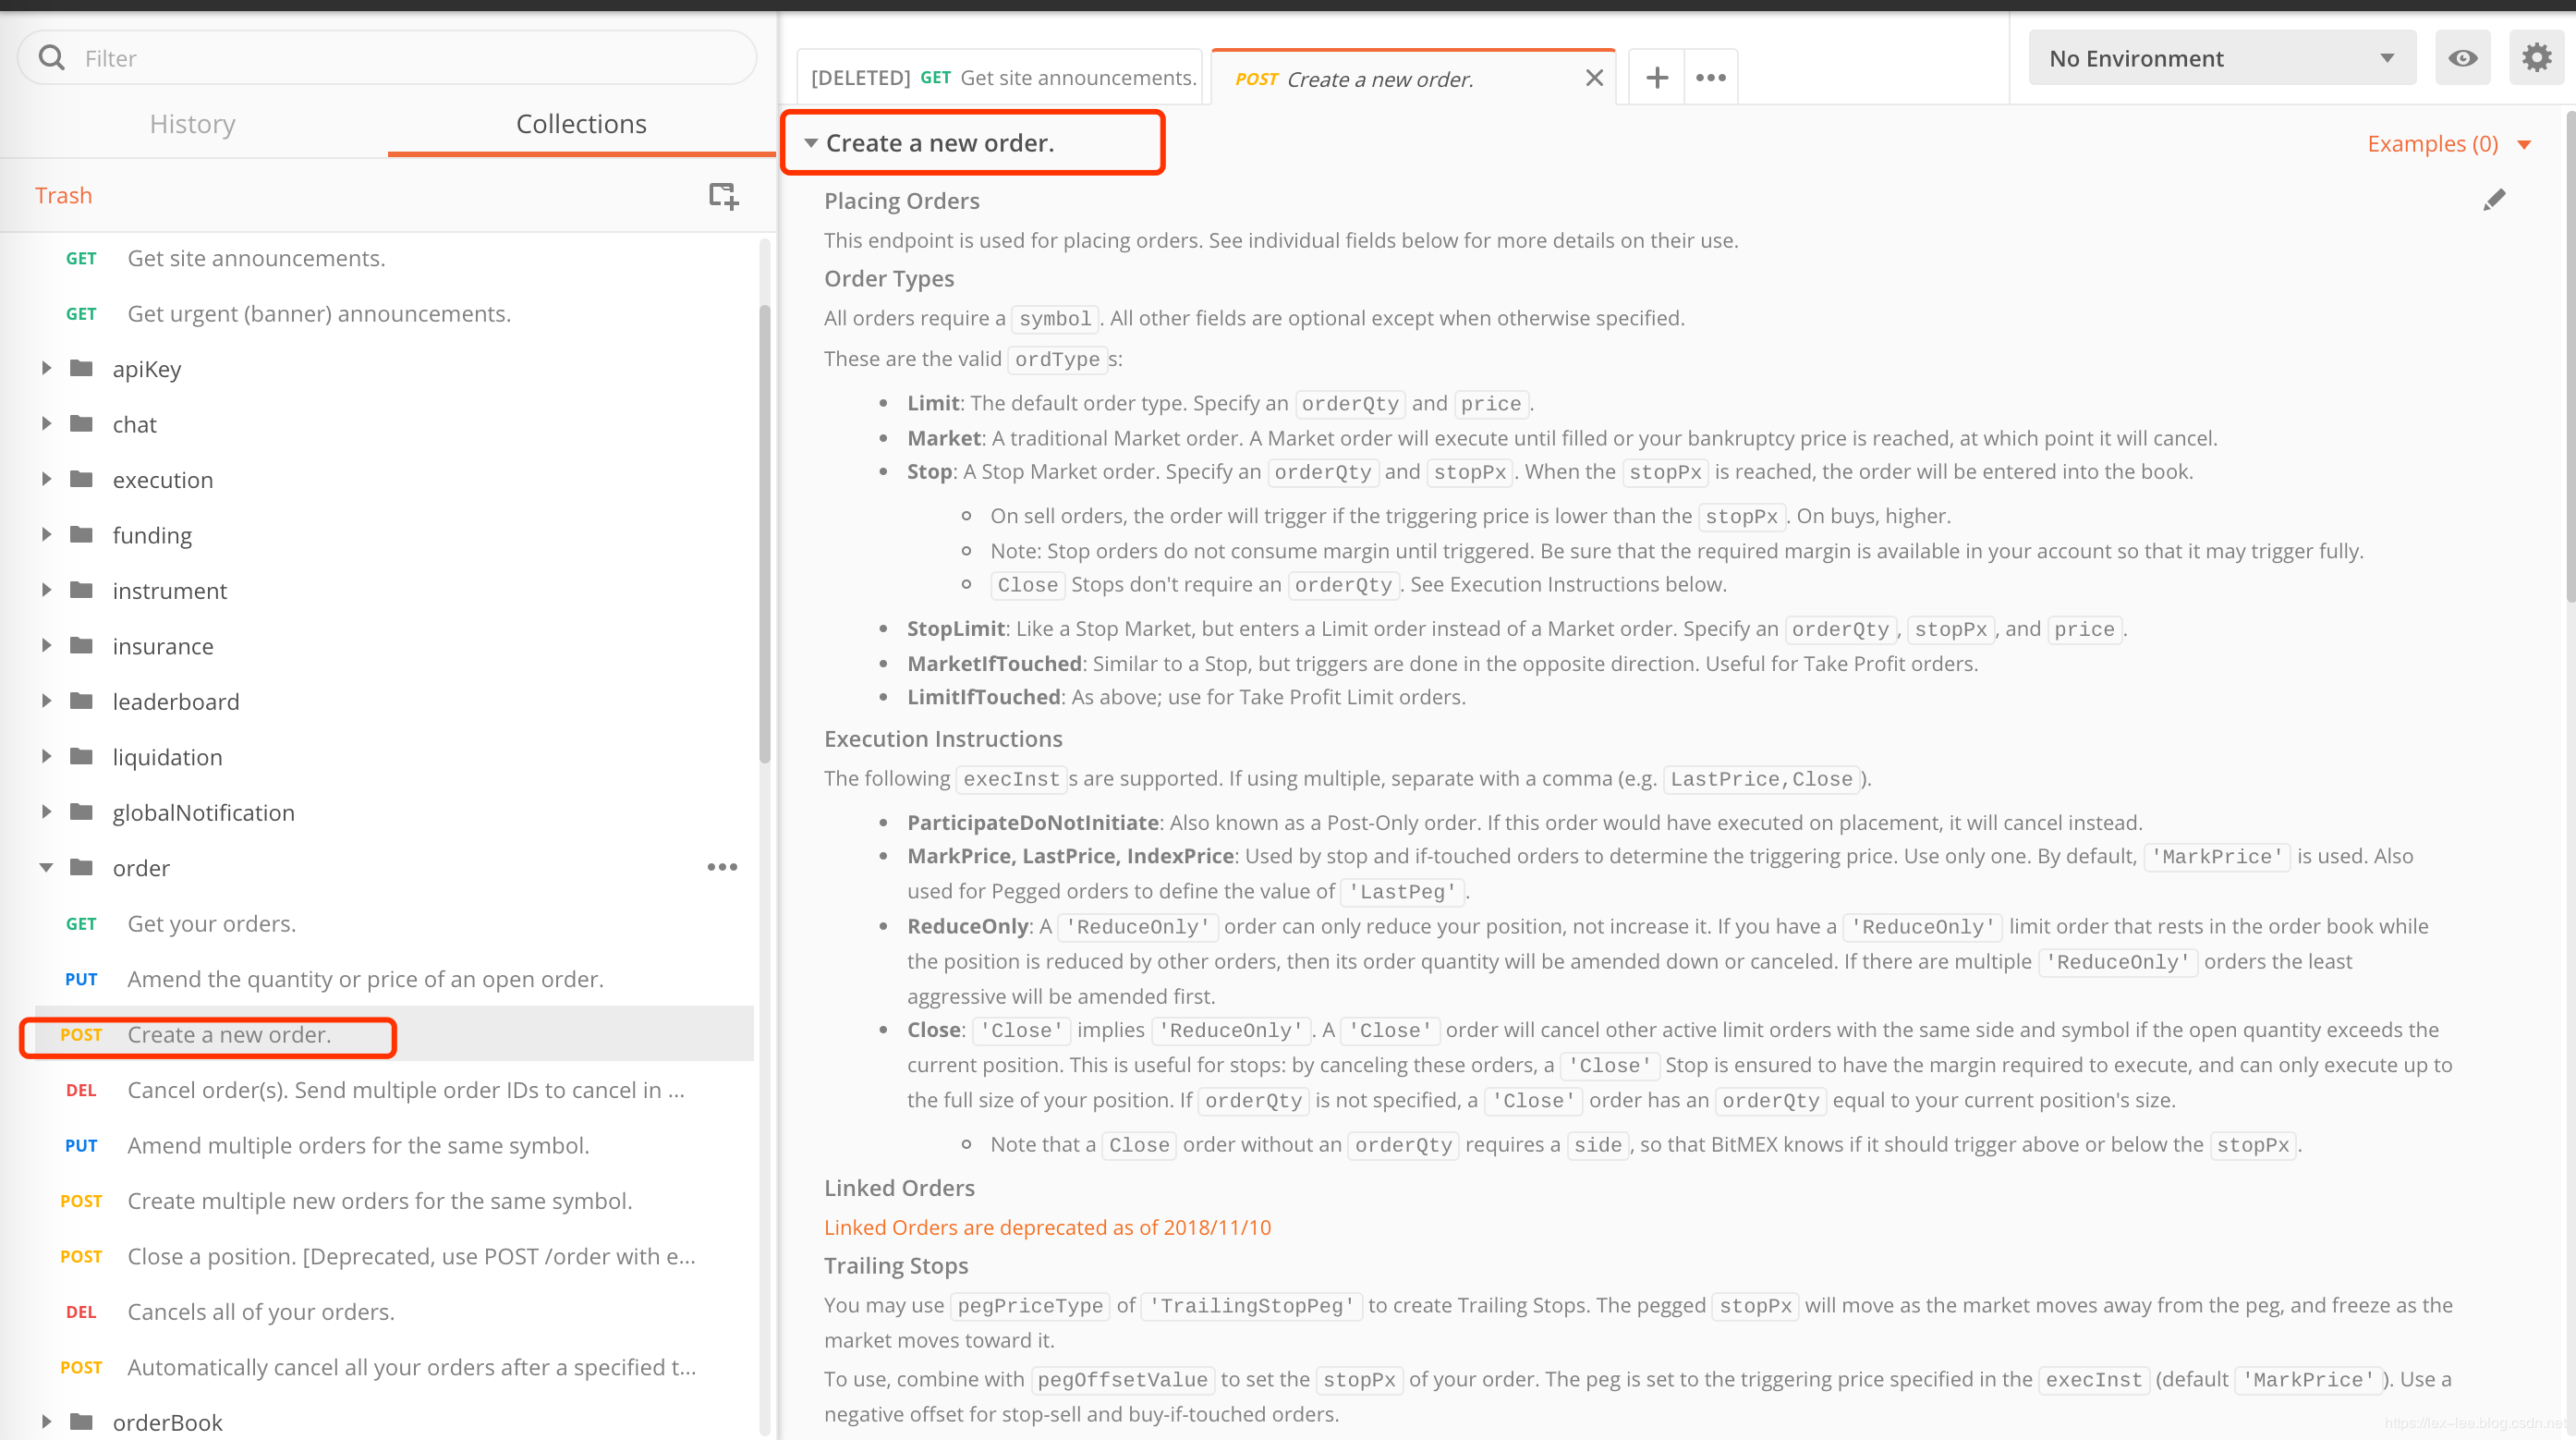 Filter
History
Collections
Trash
GET Get site announcements.
GET Get urgent (banner) announcements.
apiKey
chat
execution
funding
instrument
insurance
leaderboard
liquidation
globalNotification
order
GET Get your orders.
PUT Amend the quantity or price of an open order.
POST Create a new order.
DEL Cancel order(s). Send multiple order IDs to cancel in ...
PUT Amend multiple orders for the same symbol.
POST Create multiple new orders for the same symbol.
POST Close a position. [Deprecated, use POST /order with e...
DEL Cancels all of your orders.
POST Automatically cancel all your orders after a specified t...
orderBook
[DELETED] GET Get site announcements.
POST Create a new order.
No Environment
Create a new order.
Examples (0)
Placing Orders
This endpoint is used for placing orders. See individual fields below for more details on their use.
Order Types
All orders require a symbol. All other fields are optional except when otherwise specified.
These are the valid ordTypes:
Limit: The default order type. Specify an orderQty and price.
Market: A traditional Market order. A Market order will execute until filled or your bankruptcy price is reached, at which point it will cancel.
Stop: A Stop Market order. Specify an orderQty and stopPx. When the stopPx is reached, the order will be entered into the book.
On sell orders, the order will trigger if the triggering price is lower than the stopPx. On buys, higher.
Note: Stop orders do not consume margin until triggered. Be sure that the required margin is available in your account so that it may trigger fully.
Close Stops don't require an orderQty. See Execution Instructions below.
StopLimit: Like a Stop Market, but enters a Limit order instead of a Market order. Specify an orderQty, stopPx, and price.
MarketIfTouched: Similar to a Stop, but triggers are done in the opposite direction. Useful for Take Profit orders.
LimitIfTouched: As above; use for Take Profit Limit orders.
Execution Instructions
The following execInsts are supported. If using multiple, separate with a comma (e.g. LastPrice,Close).
ParticipateDoNotInitiate: Also known as a Post-Only order. If this order would have executed on placement, it will cancel instead.
MarkPrice, LastPrice, IndexPrice: Used by stop and if-touched orders to determine the triggering price. Use only one. By default, 'MarkPrice' is used. Also
used for Pegged orders to define the value of 'LastPeg'.
ReduceOnly: A 'ReduceOnly' order can only reduce your position, not increase it. If you have a 'ReduceOnly' limit order that rests in the order book while
the position is reduced by other orders, then its order quantity will be amended down or canceled. If there are multiple 'ReduceOnly' orders the least
aggressive will be amended first.
Close: 'Close' implies 'ReduceOnly'. A 'Close' order will cancel other active limit orders with the same side and symbol if the open quantity exceeds the
current position. This is useful for stops: by canceling these orders, a 'Close' Stop is ensured to have the margin required to execute, and can only execute up to
the full size of your position. If orderQty is not specified, a 'Close' order has an orderQty equal to your current position's size.
Note that a Close order without an orderQty requires a side, so that BitMEX knows if it should trigger above or below the stopPx.
Linked Orders
Linked Orders are deprecated as of 2018/11/10
Trailing Stops
You may use pegPriceType of 'TrailingStopPeg' to create Trailing Stops. The pegged stopPx will move as the market moves away from the peg, and freeze as the
market moves toward it.
To use, combine with pegOffsetValue to set the stopPx of your order. The peg is set to the triggering price specified in the execInst (default 'MarkPrice'). Use a
negative offset for stop-sell and buy-if-touched orders.
https://lex-lee.blog.csdn.net